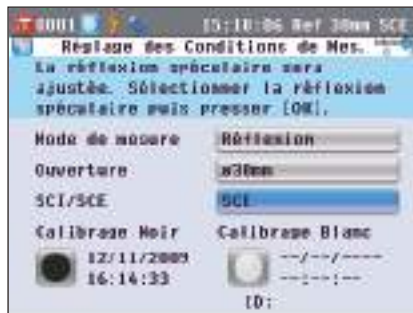 0001 15:10:06 Ref 30mm SCE
Réglage des Conditions de Mes.
La réflexion spéculaire sera
ajustée. Sélectionner la réflexion
spéculaire puis presser [OK].
Mode de mesure Réflexion
Ouverture ø30mm
SCI/SCE SCE
Calibrage Noir Calibrage Blanc
12/11/2009 --/--/----
16:14:33 --:--:--
ID: